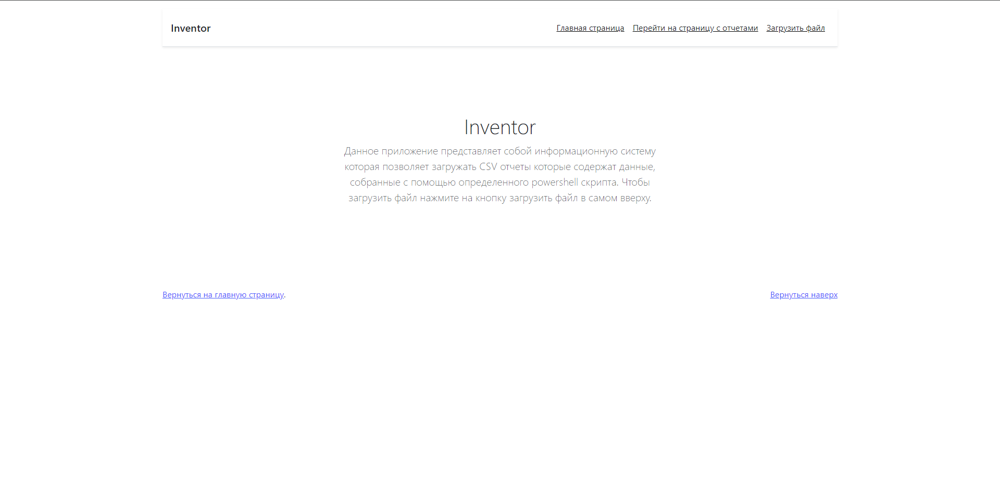 Inventor
Главная страница Перейти на страницу с отчетами Загрузить файл
Inventor
Данное приложение представляет собой информационную систему
которая позволяет загружать CSV отчеты которые содержат данные,
собранные с помощью определенного powershell скрипта. Чтобы
загрузить файл нажмите на кнопку загрузить файл в самом вверху.
Вернуться на главную страницу.
Вернуться наверх